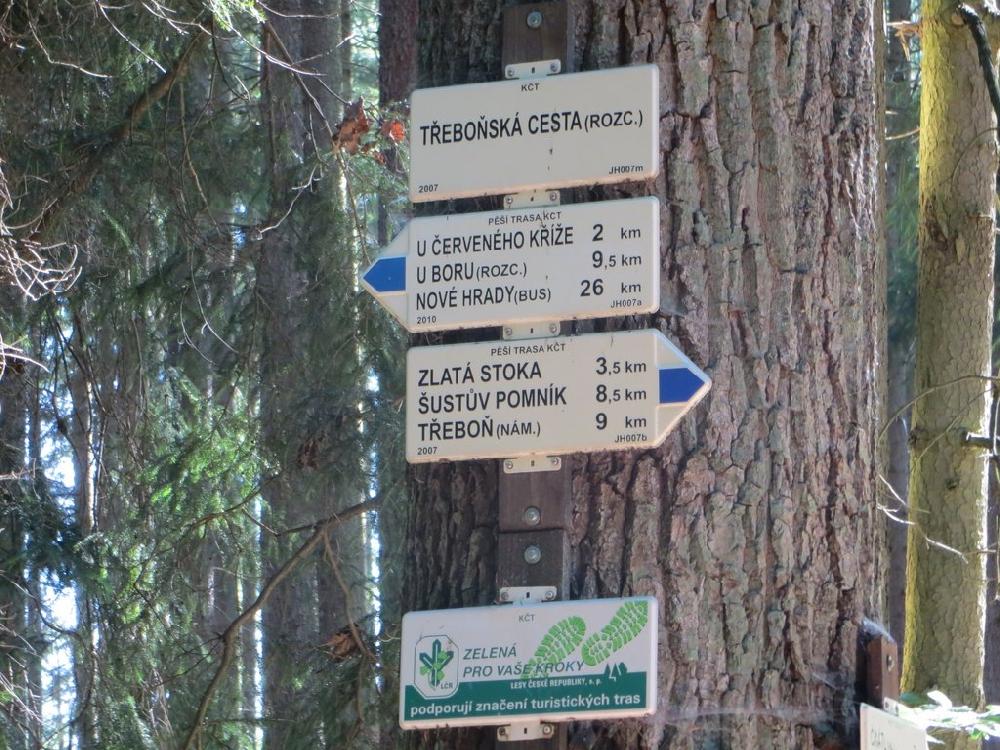 KČT
TŘEBOŇSKÁ CESTA (ROZC.)
2007 JH007m
PĚŠÍ TRASA KČT
U ČERVENÉHO KŘÍŽE 2 km
U BORU (ROZC.) 9,5 km
NOVÉ HRADY (BUS) 26 km
2010 JH007a
PĚŠÍ TRASA KČT
ZLATÁ STOKA 3,5 km
ŠUSTŮV POMNÍK 8,5 km
TŘEBOŇ (NÁM.) 9 km
2007 JH007b
KČT
ZELENÁ
PRO VAŠE KROKY
LČR
LESY ČESKÉ REPUBLIKY, s. p.
podporují značení turistických tras